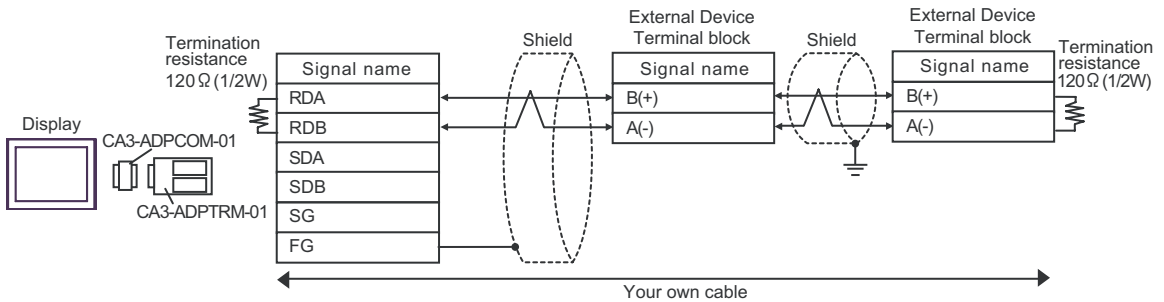 External Device
Terminal block
External Device
Terminal block
Shield
Shield
Termination
resistance
120Ω(1/2W)
Termination
resistance
120Ω(1/2W)
Signal name
Signal name
Signal name
RDA
B(+)
B(+)
RDB
A(-)
A(-)
SDA
SDB
SG
FG
Display
CA3-ADPCOM-01
CA3-ADPTRM-01
Your own cable